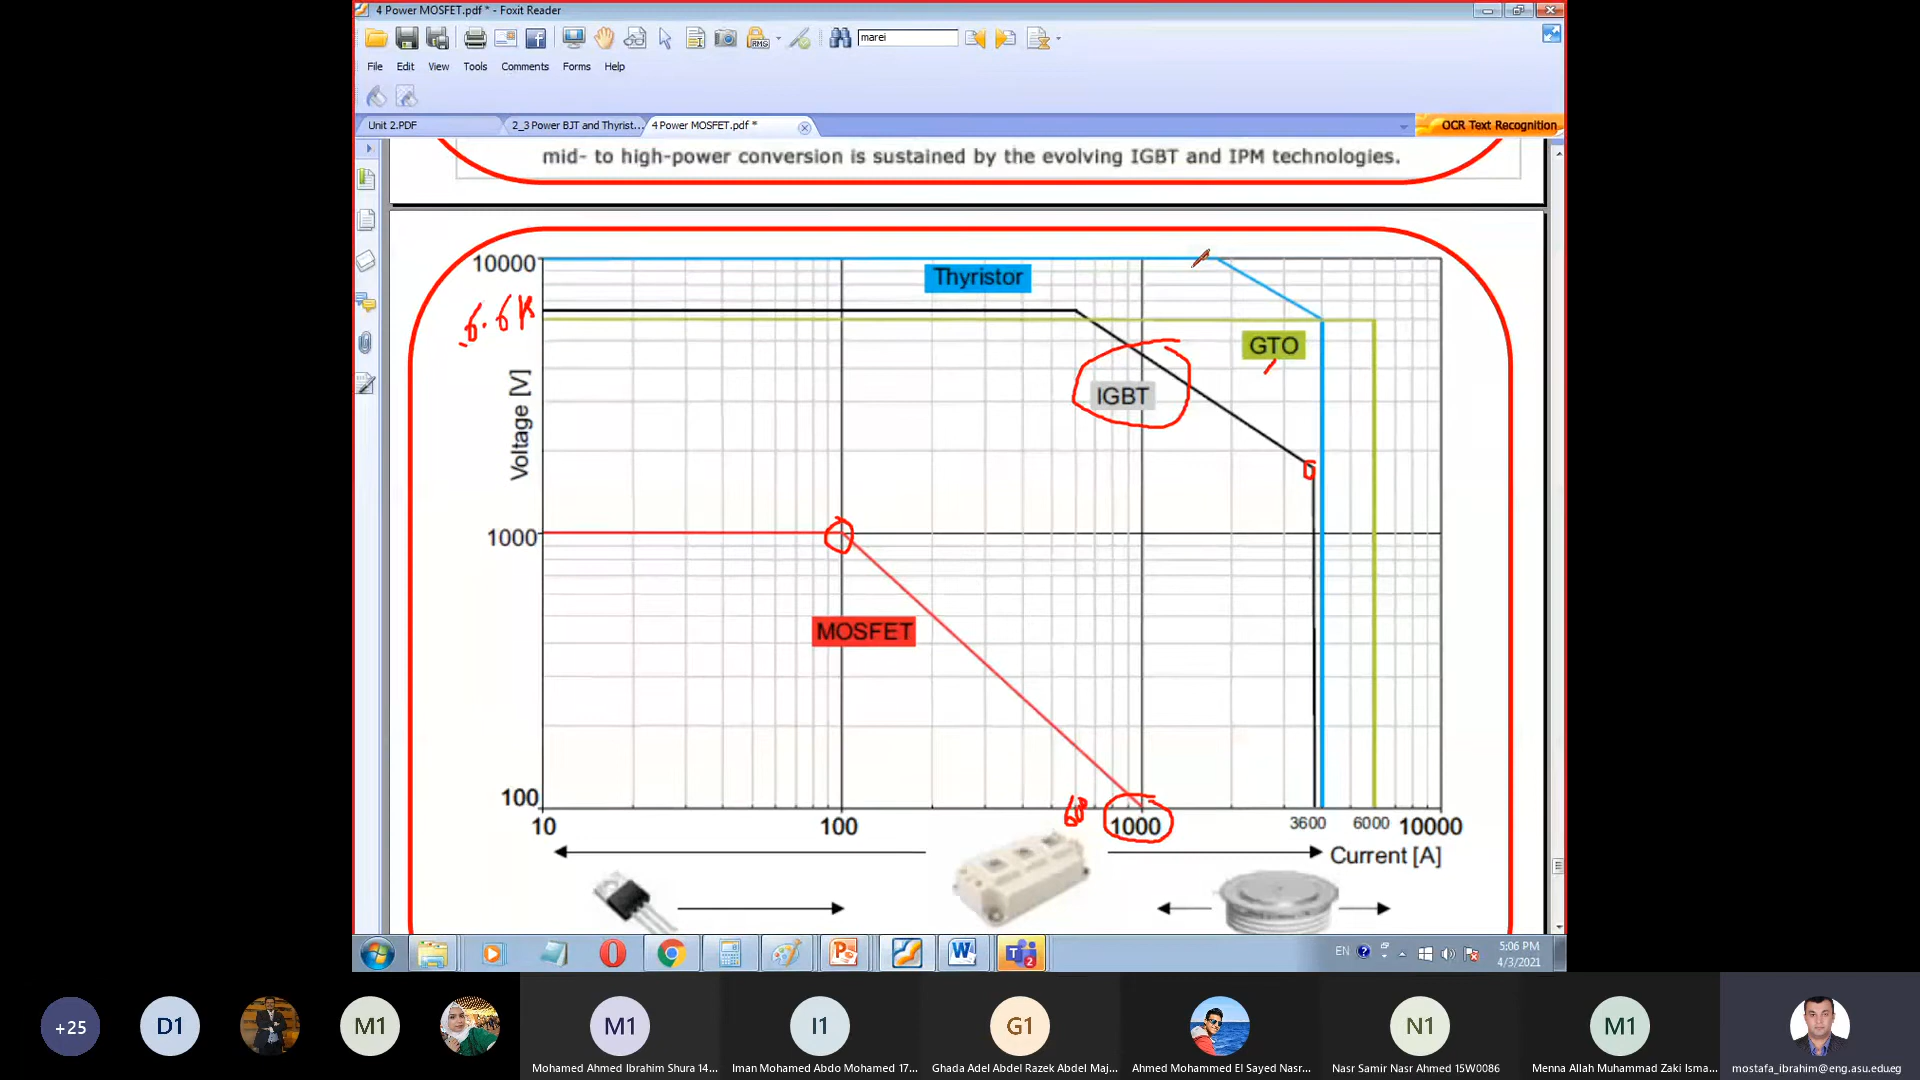 4 Power MOSFET.pdf * - Foxit Reader
marei
File Edit View Tools Comments Forms Help
Unit 2.PDF 2_3 Power BJT and Thyrist... 4 Power MOSFET.pdf * OCR Text Recognition
mid- to high-power conversion is sustained by the evolving IGBT and IPM technologies.
10000
6.6K
Thyristor
GTO
IGBT
Voltage [V]
1000
MOSFET
100
10 100 1000 3600 6000 10000
Current [A]
EN 5:06 PM
4/3/2021
+25 D1 M1 M1 I1 G1 N1 M1
Mohamed Ahmed Ibrahim Shura 14... Iman Mohamed Abdo Mohamed 17... Ghada Adel Abdel Razek Abdel Maj... Ahmed Mohammed El Sayed Nasr... Nasr Samir Nasr Ahmed 15W0086 Menna Allah Muhammad Zaki Isma... mostafa_ibrahim@eng.asu.edu.eg